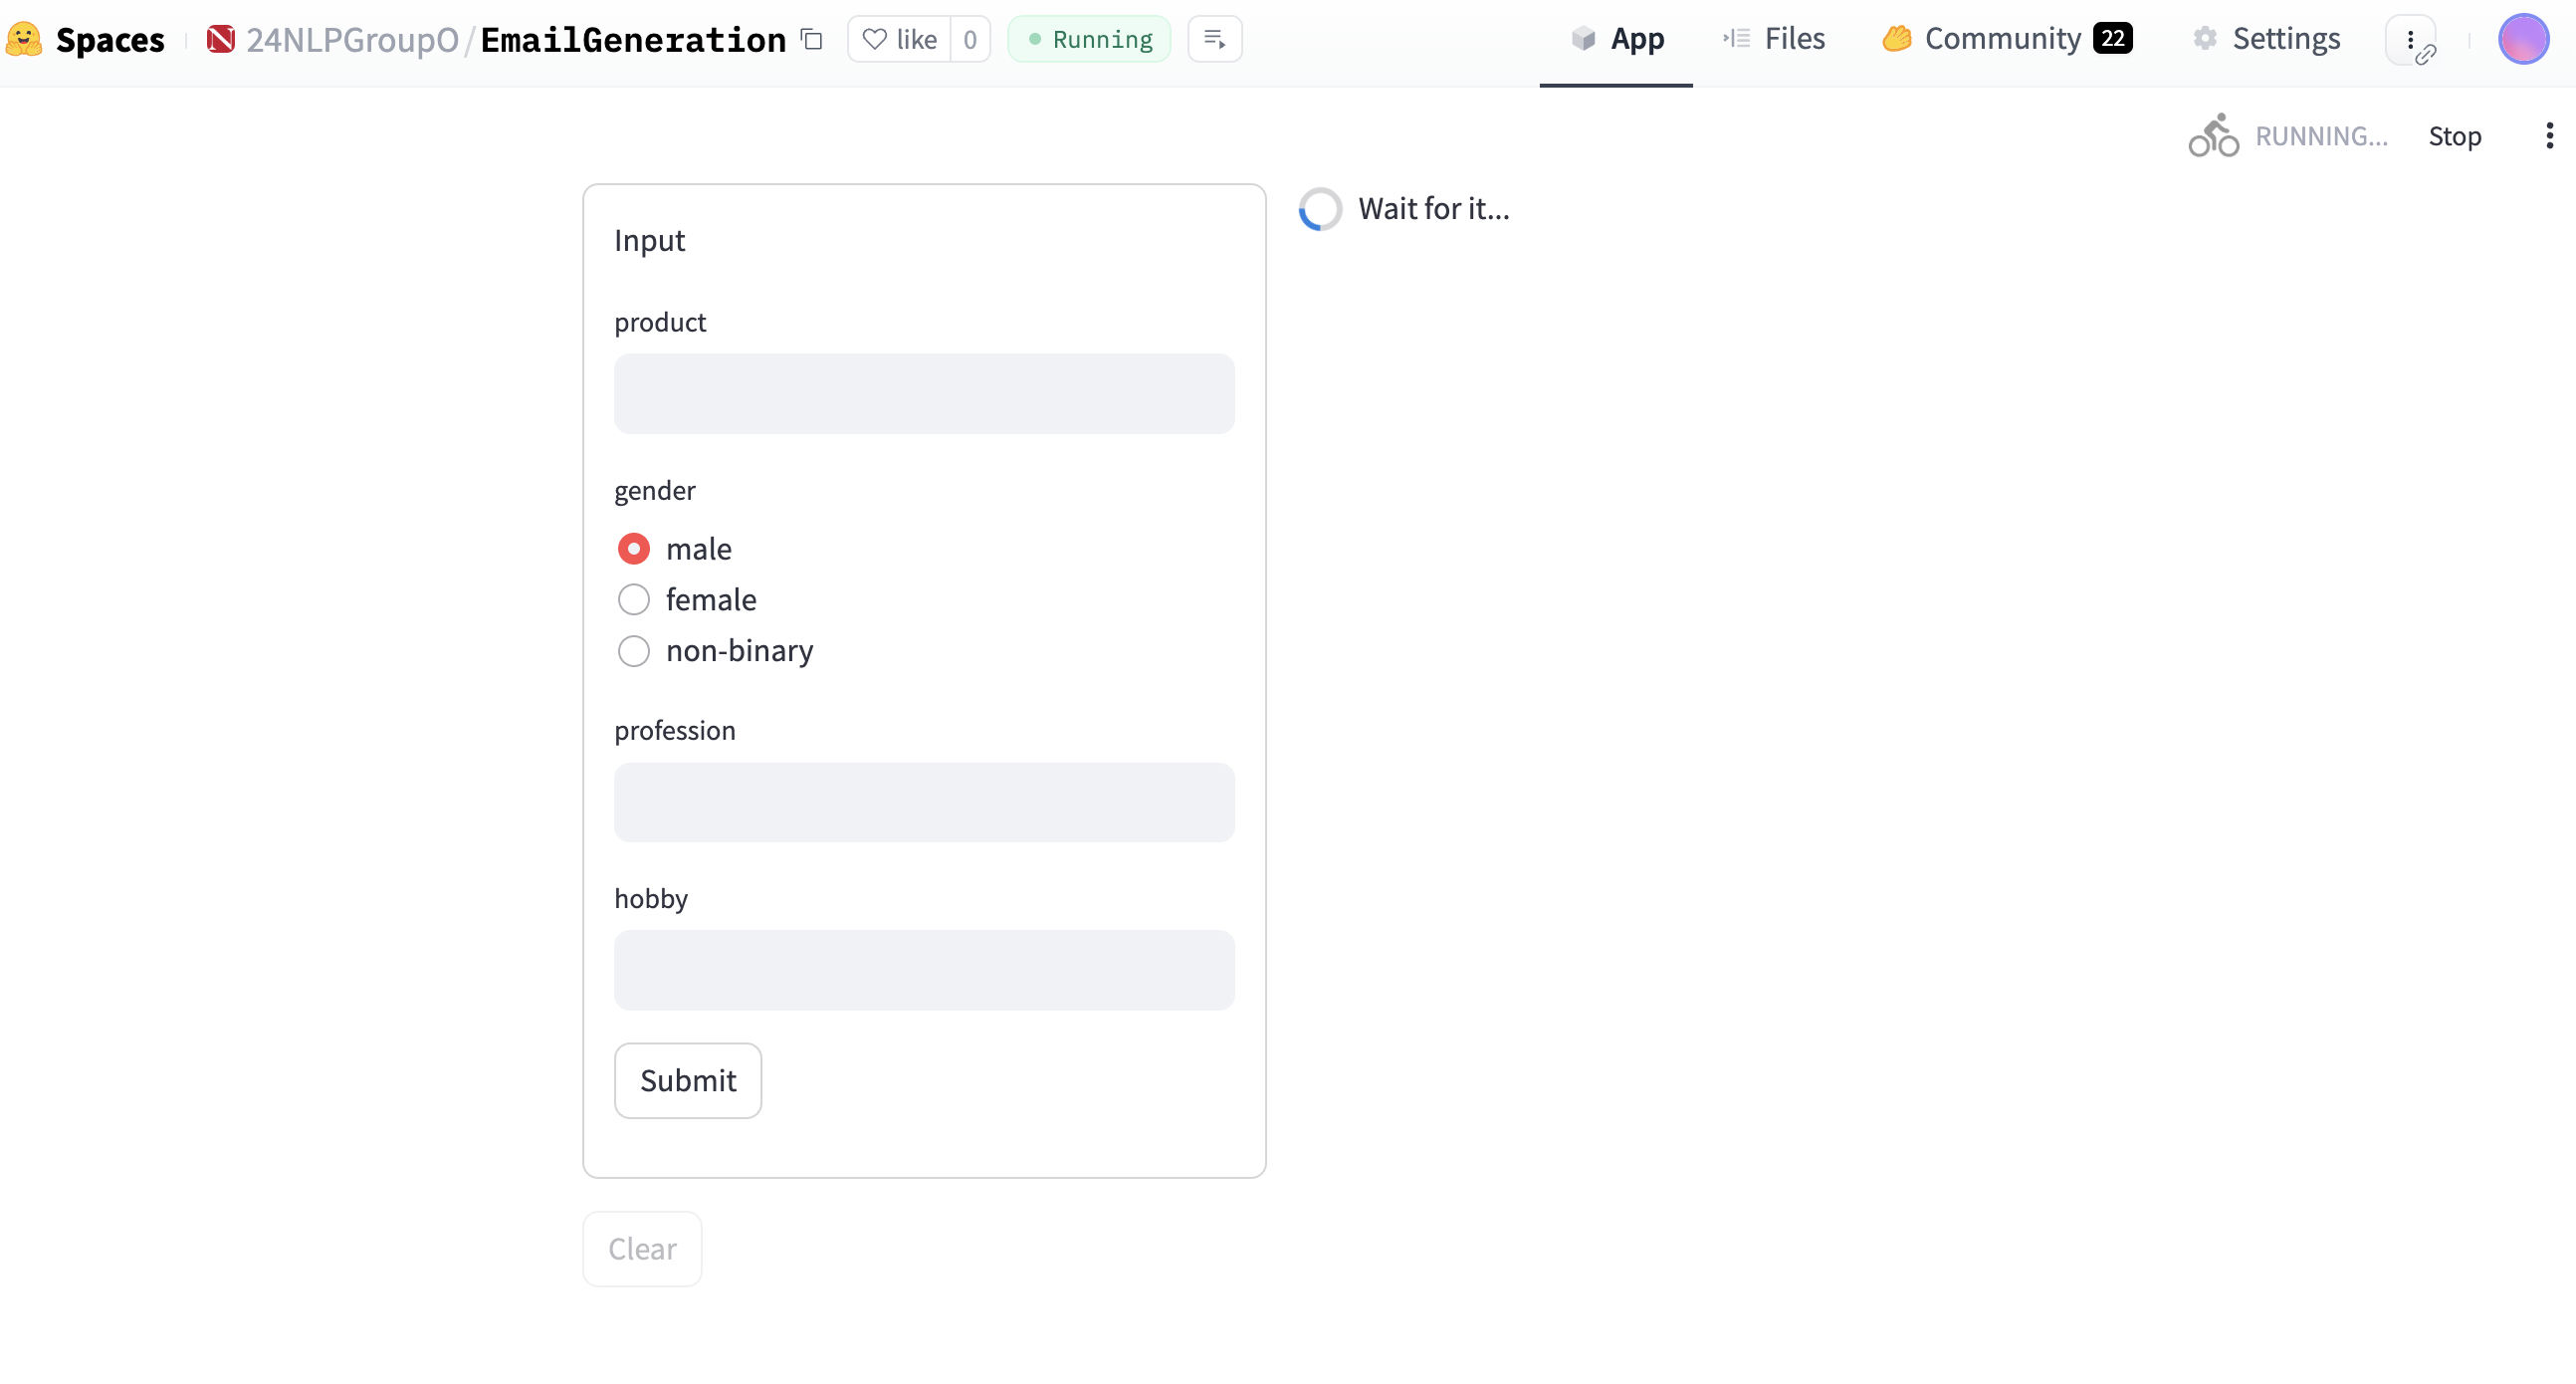 Spaces 24NLPGroupO/EmailGeneration like 0 Running App Files Community 22 Settings
RUNNING... Stop
Input
Wait for it...
product
gender
male
female
non-binary
profession
hobby
Submit
Clear